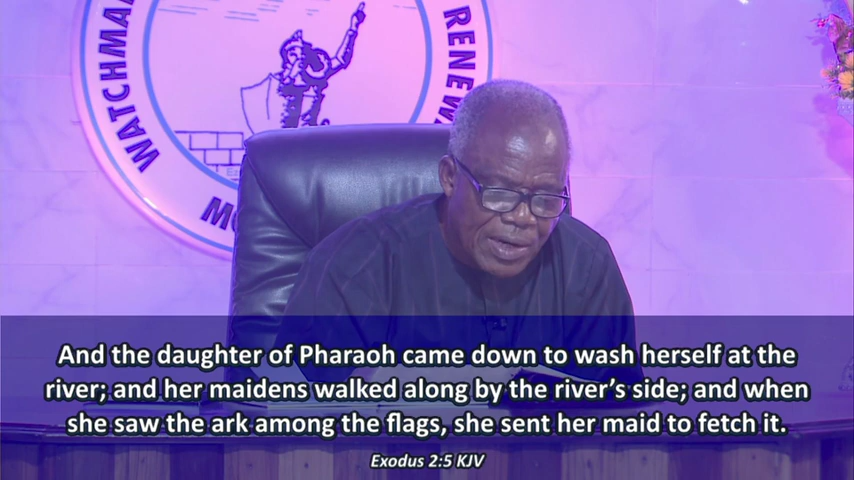 WATCHMAN
RENEWA
MO
And the daughter of Pharaoh came down to wash herself at the
river; and her maidens walked along by the river's side; and when
she saw the ark among the flags, she sent her maid to fetch it.
Exodus 2:5 KJV